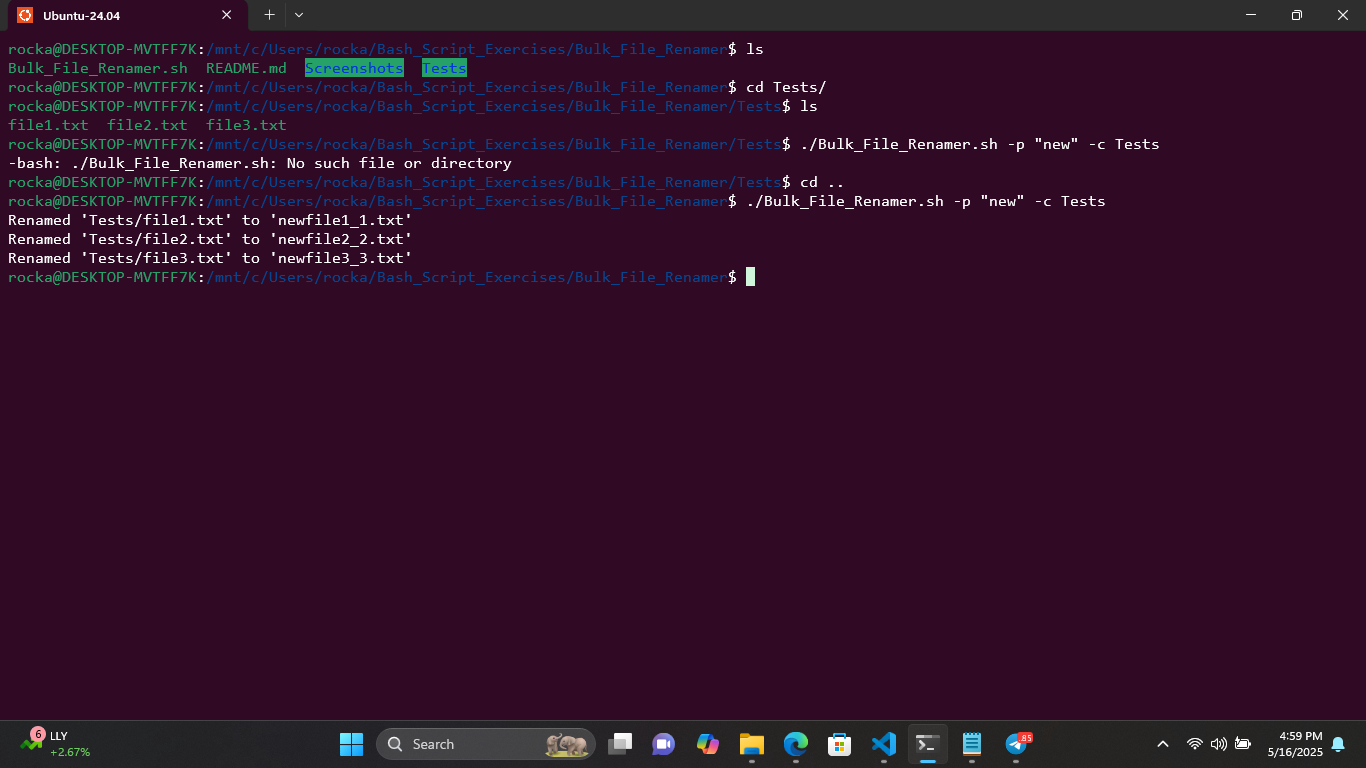 Ubuntu-24.04
rocka@DESKTOP-MVTFF7K:/mnt/c/Users/rocka/Bash_Script_Exercises/Bulk_File_Renamer$ ls
Bulk_File_Renamer.sh  README.md  Screenshots  Tests
rocka@DESKTOP-MVTFF7K:/mnt/c/Users/rocka/Bash_Script_Exercises/Bulk_File_Renamer$ cd Tests/
rocka@DESKTOP-MVTFF7K:/mnt/c/Users/rocka/Bash_Script_Exercises/Bulk_File_Renamer/Tests$ ls
file1.txt  file2.txt  file3.txt
rocka@DESKTOP-MVTFF7K:/mnt/c/Users/rocka/Bash_Script_Exercises/Bulk_File_Renamer/Tests$ ./Bulk_File_Renamer.sh -p "new" -c Tests
-bash: ./Bulk_File_Renamer.sh: No such file or directory
rocka@DESKTOP-MVTFF7K:/mnt/c/Users/rocka/Bash_Script_Exercises/Bulk_File_Renamer/Tests$ cd ..
rocka@DESKTOP-MVTFF7K:/mnt/c/Users/rocka/Bash_Script_Exercises/Bulk_File_Renamer$ ./Bulk_File_Renamer.sh -p "new" -c Tests
Renamed 'Tests/file1.txt' to 'newfile1_1.txt'
Renamed 'Tests/file2.txt' to 'newfile2_2.txt'
Renamed 'Tests/file3.txt' to 'newfile3_3.txt'
rocka@DESKTOP-MVTFF7K:/mnt/c/Users/rocka/Bash_Script_Exercises/Bulk_File_Renamer$
6
LLY
+2.67%
Search
85
4:59 PM
5/16/2025